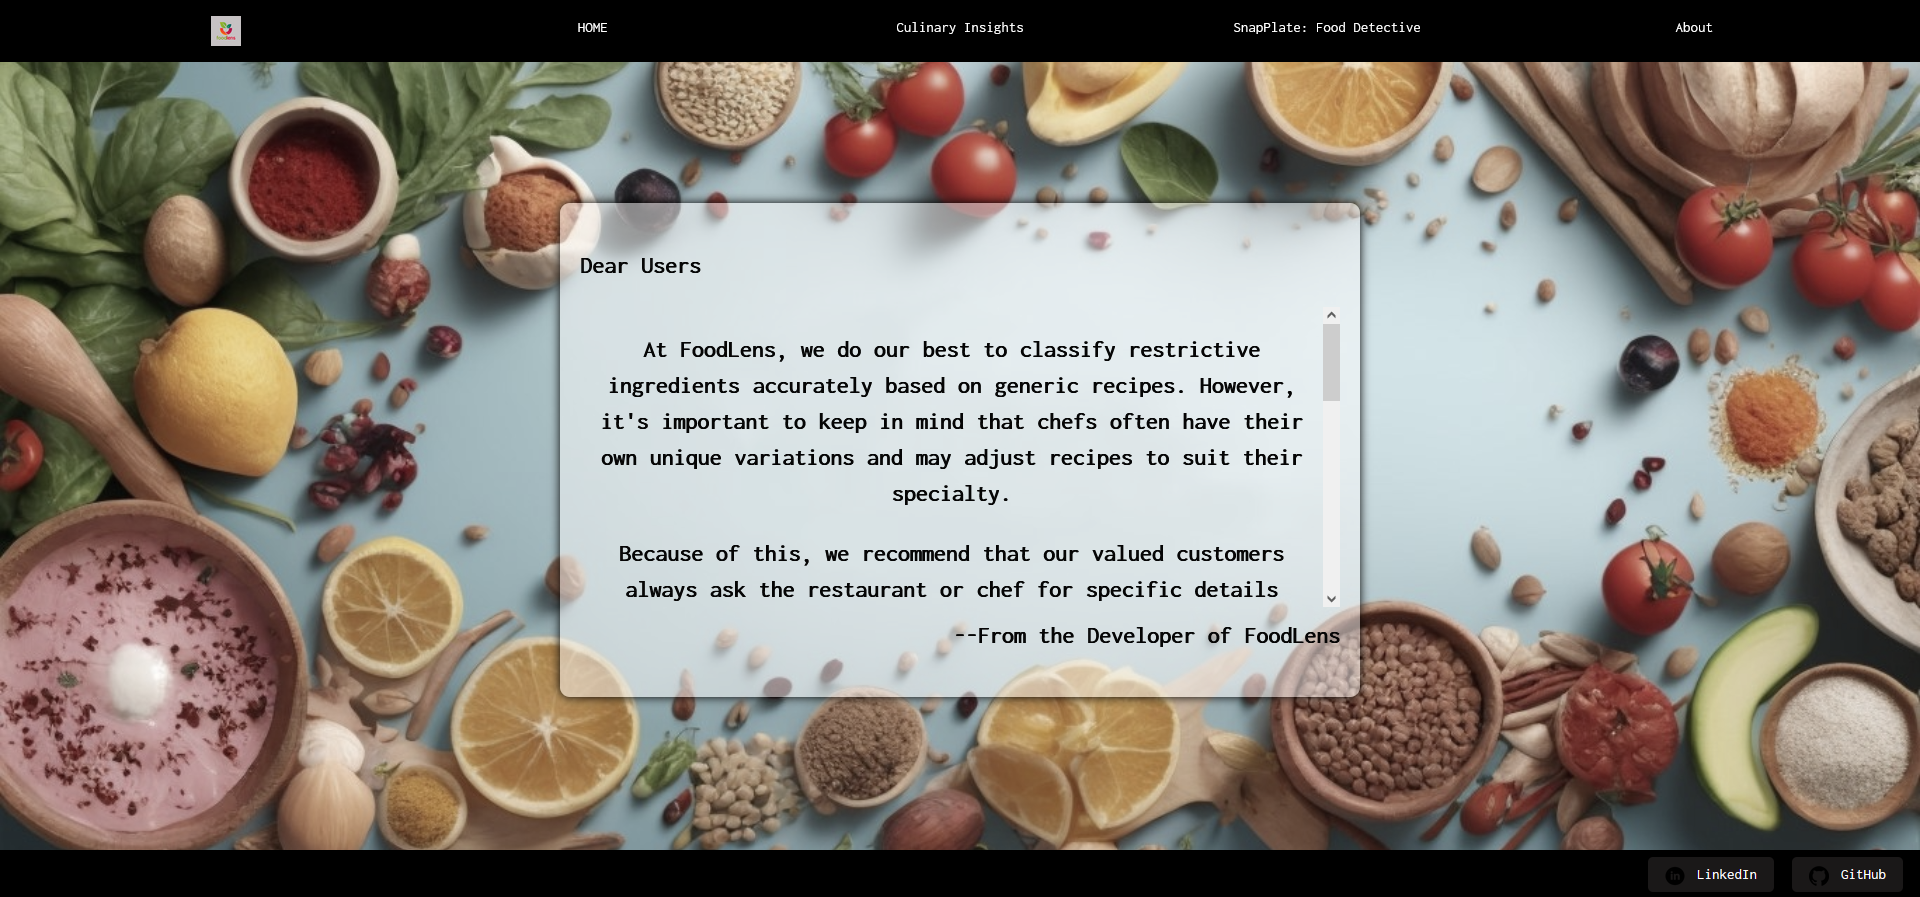 HOME
Culinary Insights
SnapPlate: Food Detective
About
Dear Users
At FoodLens, we do our best to classify restrictive
ingredients accurately based on generic recipes. However,
it's important to keep in mind that chefs often have their
own unique variations and may adjust recipes to suit their
specialty.
Because of this, we recommend that our valued customers
always ask the restaurant or chef for specific details
--From the Developer of FoodLens
LinkedIn
GitHub